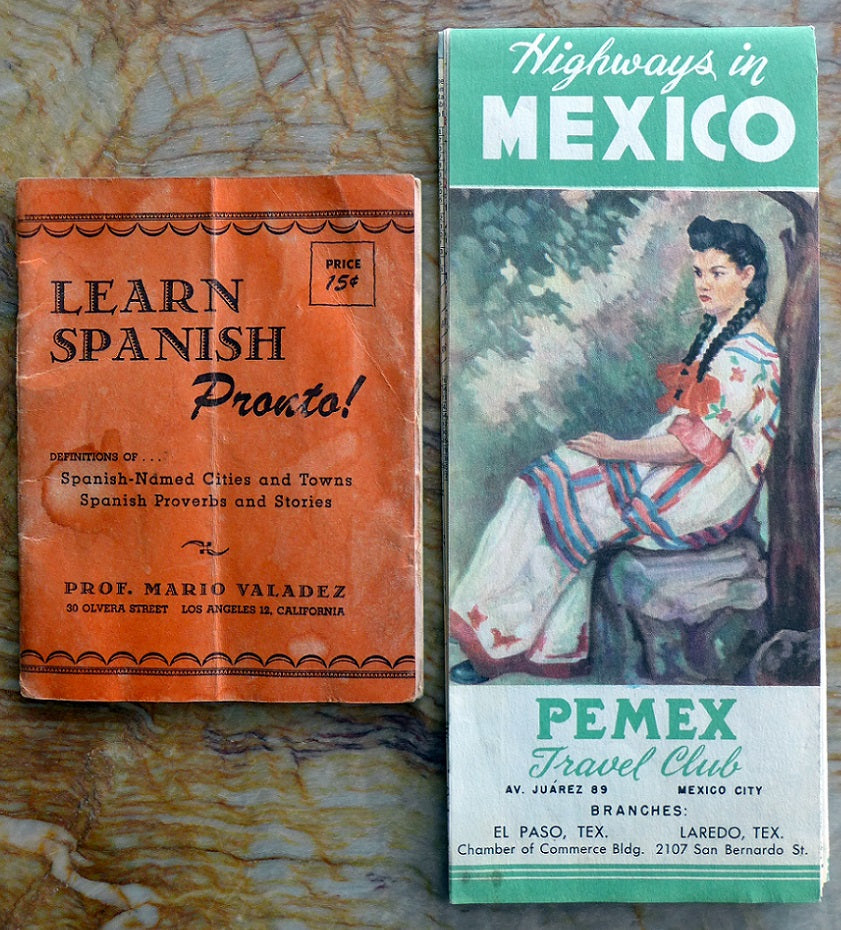 LEARN
SPANISH
Pronto!
PRICE
15¢
DEFINITIONS OF . . .
Spanish-Named Cities and Towns
Spanish Proverbs and Stories
PROF. MARIO VALADEZ
30 OLVERA STREET LOS ANGELES 12, CALIFORNIA
Highways in
MEXICO
PEMEX
Travel Club
AV. JUÁREZ 89 MEXICO CITY
BRANCHES:
EL PASO, TEX. LAREDO, TEX.
Chamber of Commerce Bldg. 2107 San Bernardo St.